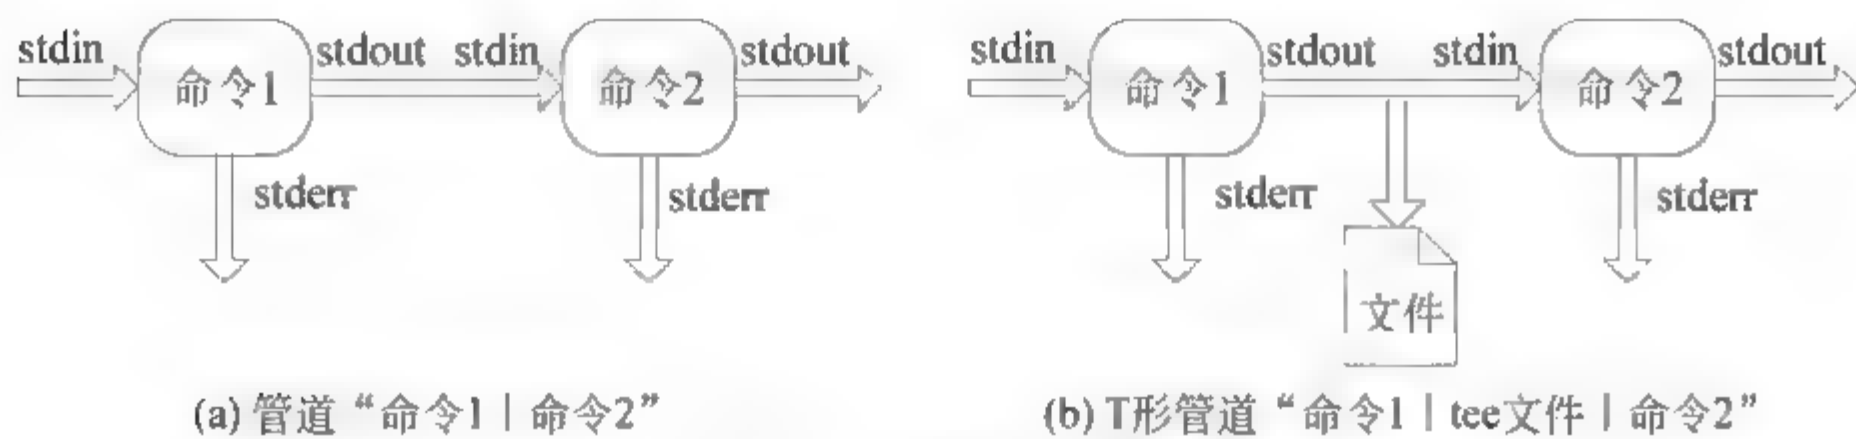 stdin 命令1 stdout stdin 命令2 stdout
stderr stderr
(a) 管道“命令1 | 命令2”
stdin 命令1 stdout stdin 命令2 stdout
stderr stderr
文件
(b) T形管道“命令1 | tee文件 | 命令2”